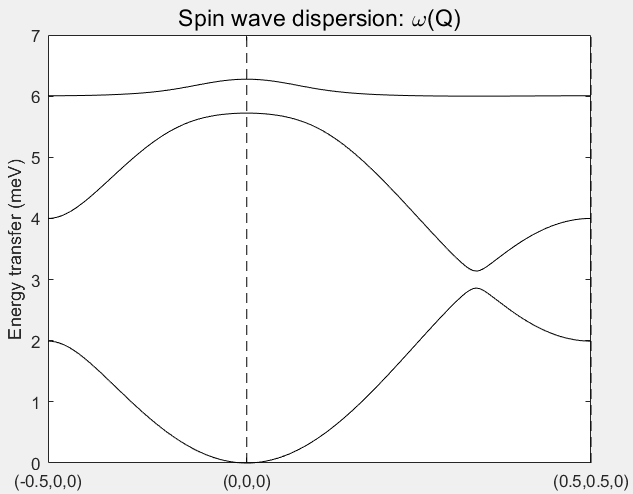 Spin wave dispersion: ω(Q)
7
6
5
4
3
2
1
0
Energy transfer (meV)
(-0.5,0,0) (0,0,0) (0.5,0.5,0)